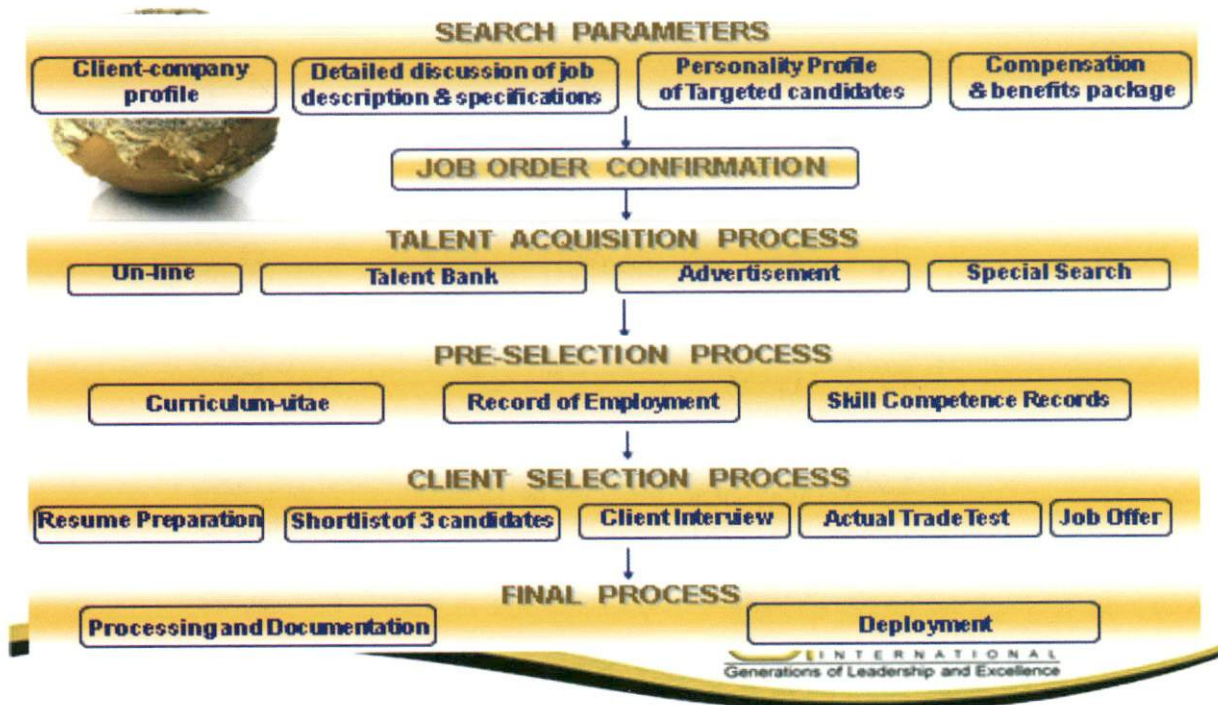 SEARCH PARAMETERS
Client-company
profile
Detailed discussion of job
description & specifications
Personality Profile
of Targeted candidates
Compensation
& benefits package
JOB ORDER CONFIRMATION
TALENT ACQUISITION PROCESS
On-line
Talent Bank
Advertisement
Special Search
PRE-SELECTION PROCESS
Curriculum-vitae
Record of Employment
Skill Competence Records
CLIENT SELECTION PROCESS
Resume Preparation
Shortlist of 3 candidates
Client Interview
Actual Trade Test
Job Offer
FINAL PROCESS
Processing and Documentation
Deployment
INTERNATIONAL
Generations of Leadership and Excellence